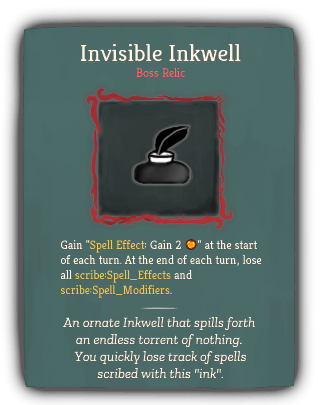 Invisible Inkwell
Boss Relic
Gain "Spell Effect: Gain 2 " at the start
of each turn. At the end of each turn, lose
all scribe:Spell_Effects and
scribe:Spell_Modifiers.
An ornate Inkwell that spills forth
an endless torrent of nothing.
You quickly lose track of spells
scribed with this "ink".